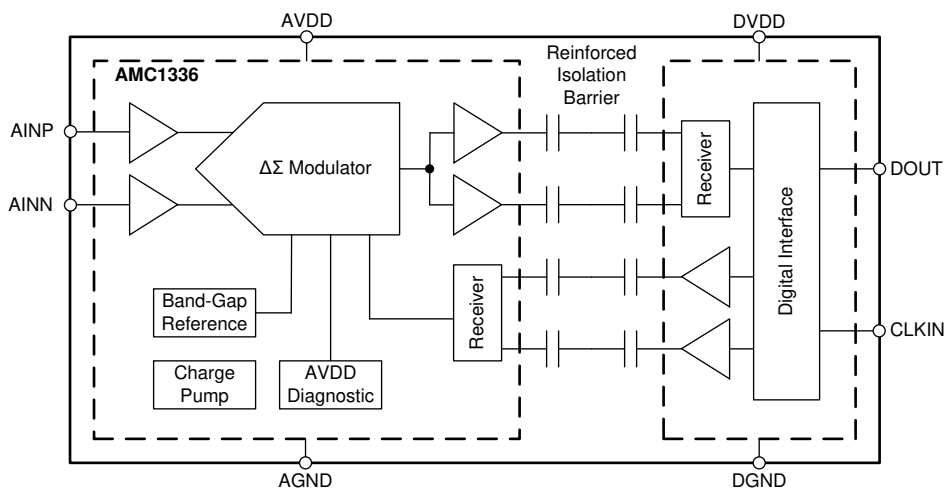 AVDD
DVDD
AMC1336
Reinforced
Isolation
Barrier
AINP
AINN
ΔΣ Modulator
Receiver
Digital Interface
DOUT
Band-Gap
Reference
Receiver
CLKIN
Charge
Pump
AVDD
Diagnostic
AGND
DGND